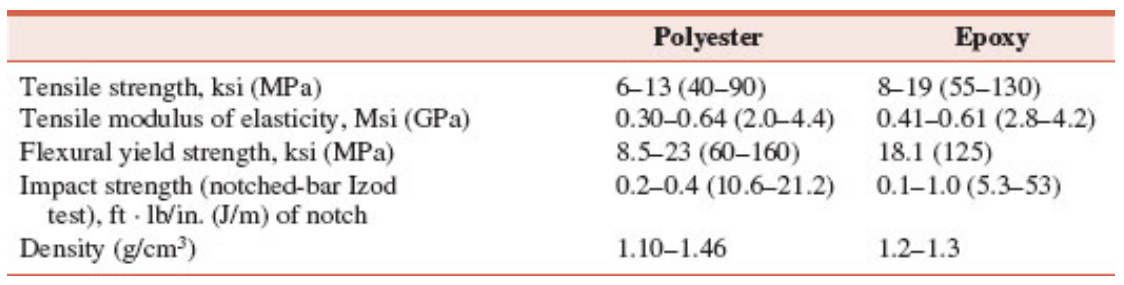 Polyester Epoxy
Tensile strength, ksi (MPa) 6–13 (40–90) 8–19 (55–130)
Tensile modulus of elasticity, Msi (GPa) 0.30–0.64 (2.0–4.4) 0.41–0.61 (2.8–4.2)
Flexural yield strength, ksi (MPa) 8.5–23 (60–160) 18.1 (125)
Impact strength (notched-bar Izod 0.2–0.4 (10.6–21.2) 0.1–1.0 (5.3–53)
test), ft · lb/in. (J/m) of notch
Density (g/cm³) 1.10–1.46 1.2–1.3